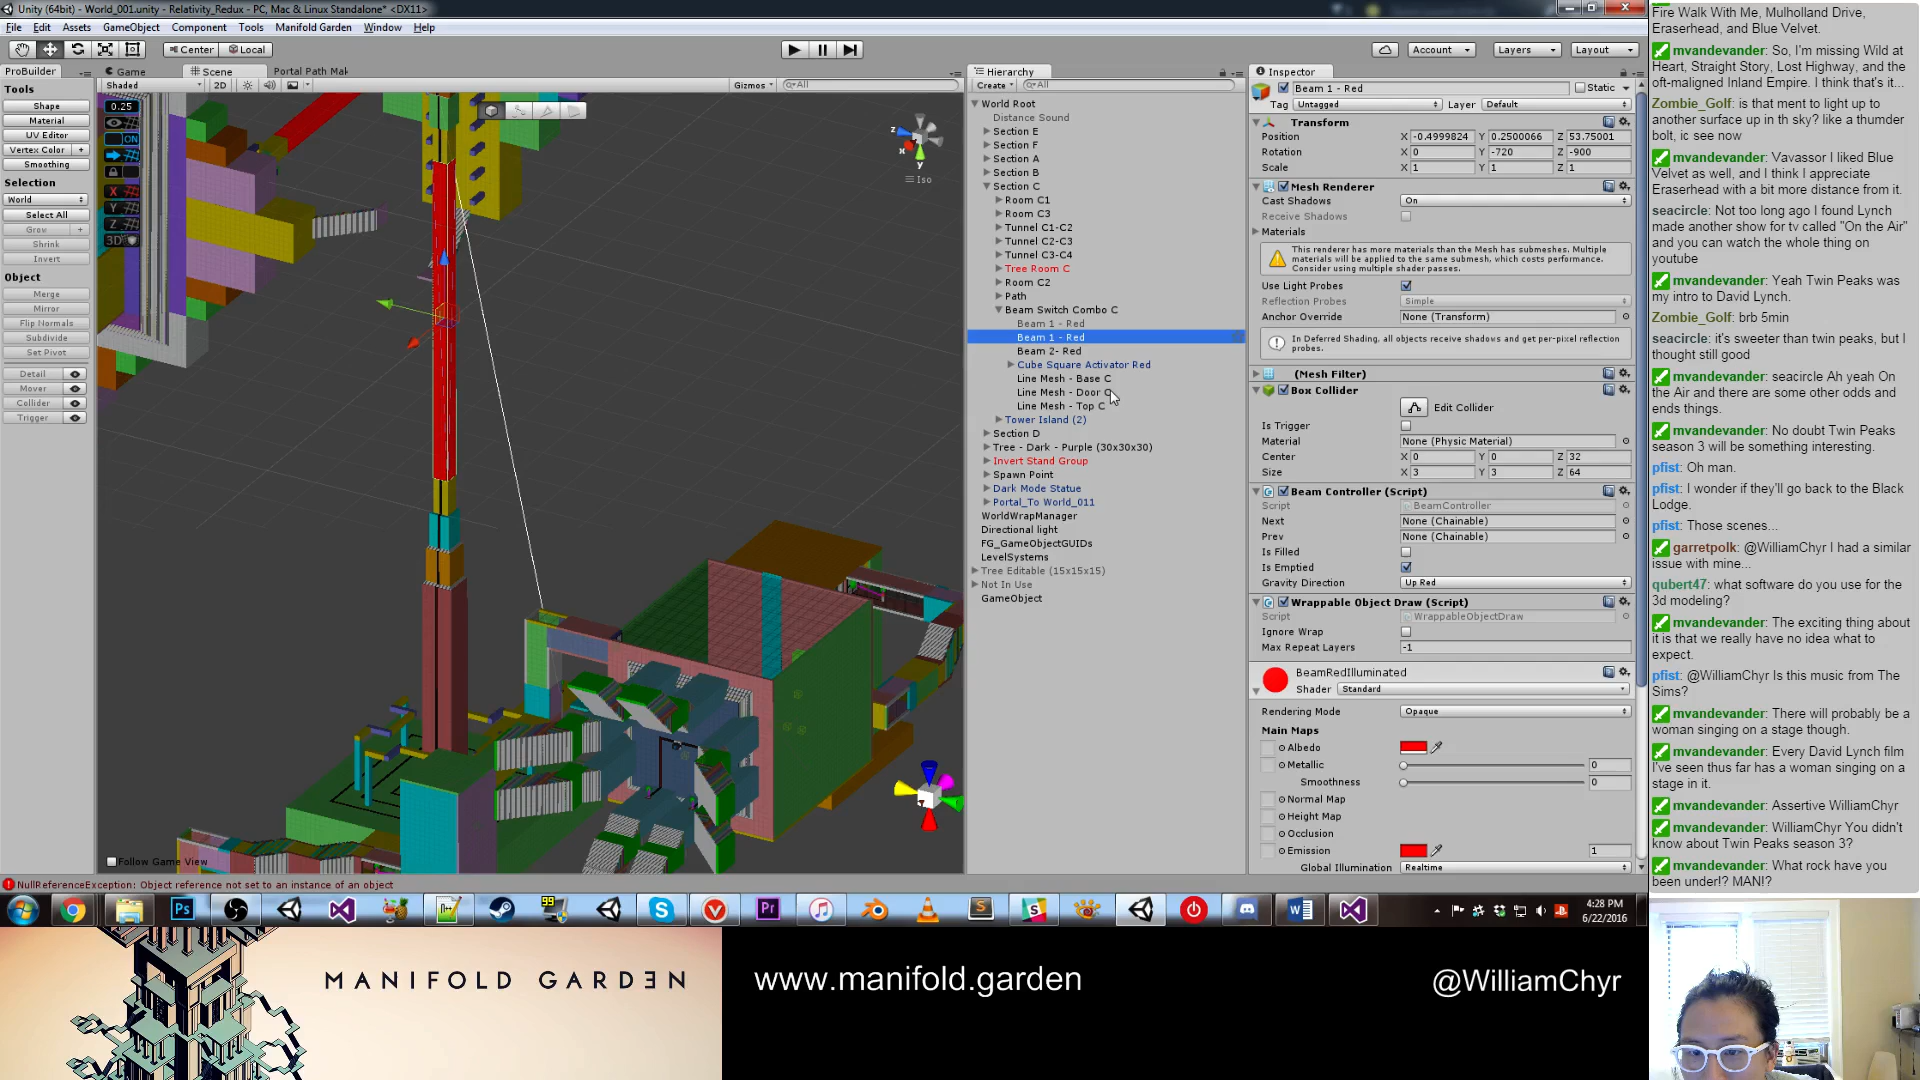 Unity (64bit) - World_001.unity - Relativity_Redux - PC, Mac & Linux Standalone* <DX11>
File Edit Assets GameObject Component Tools Manifold Garden Window Help
Center Local
Account Layers Layout
ProBuilder
Game Scene Portal Path Mak
Shaded 2D Gizmos All
Tools
Shape
Material
UV Editor
Vertex Color +
Smoothing
Selection
World
Select All
Grow +
Shrink
Invert
Object
Merge
Mirror
Flip Normals
Subdivide
Set Pivot
Detail
Mover
Collider
Trigger
0.25
ON
X
Y
Z
3D
z
x
y
Iso
Follow Game View
Hierarchy
Create All
World Root
Distance Sound
Section E
Section F
Section A
Section B
Section C
Room C1
Room C3
Tunnel C1-C2
Tunnel C2-C3
Tunnel C3-C4
Tree Room C
Room C2
Path
Beam Switch Combo C
Beam 1 - Red
Beam 1 - Red
Beam 2- Red
Cube Square Activator Red
Line Mesh - Base C
Line Mesh - Door C
Line Mesh - Top C
Tower Island (2)
Section D
Tree - Dark - Purple (30x30x30)
Invert Stand Group
Spawn Point
Dark Mode Statue
Portal_To World_011
WorldWrapManager
Directional light
FG_GameObjectGUIDs
LevelSystems
Tree Editable (15x15x15)
Not In Use
GameObject
Inspector
Beam 1 - Red Static
Tag Untagged Layer Default
Transform
Position X -0.4999824 Y 0.2500066 Z 53.75001
Rotation X 0 Y -720 Z -900
Scale X 1 Y 1 Z 1
Mesh Renderer
Cast Shadows On
Receive Shadows
Materials
This renderer has more materials than the Mesh has submeshes. Multiple
materials will be applied to the same submesh, which costs performance.
Consider using multiple shader passes.
Use Light Probes
Reflection Probes Simple
Anchor Override None (Transform)
In Deferred Shading, all objects receive shadows and get per-pixel reflection
probes.
(Mesh Filter)
Box Collider
Edit Collider
Is Trigger
Material None (Physic Material)
Center X 0 Y 0 Z 32
Size X 3 Y 3 Z 64
Beam Controller (Script)
Script BeamController
Next None (Chainable)
Prev None (Chainable)
Is Filled
Is Emptied
Gravity Direction Up Red
Wrappable Object Draw (Script)
Script WrappableObjectDraw
Ignore Wrap
Max Repeat Layers -1
BeamRedIlluminated
Shader Standard
Rendering Mode Opaque
Main Maps
Albedo
Metallic 0
Smoothness 0
Normal Map
Height Map
Occlusion
Emission 1
Global Illumination Realtime
NullReferenceException: Object reference not set to an instance of an object
Ps
99
Pr
4:28 PM
6/22/2016
Fire Walk With Me, Mulholland Drive,
Eraserhead, and Blue Velvet.
mvandevander: So, I'm missing Wild at
Heart, Straight Story, Lost Highway, and the
oft-maligned Inland Empire. I think that's it...
Zombie_Golf: is that ment to light up to
another surface up in th sky? like a thumder
bolt, ic see now
mvandevander: Vavassor I liked Blue
Velvet as well, and I think I appreciate
Eraserhead with a bit more distance from it.
seacircle: Not too long ago I found Lynch
made another show for tv called "On the Air"
and you can watch the whole thing on
youtube
mvandevander: Yeah Twin Peaks was
my intro to David Lynch.
Zombie_Golf: brb 5min
seacircle: it's sweeter than twin peaks, but I
thought still good
mvandevander: seacircle Ah yeah On
the Air and there are some other odds and
ends things.
mvandevander: No doubt Twin Peaks
season 3 will be something interesting.
pfist: Oh man.
pfist: I wonder if they'll go back to the Black
Lodge.
pfist: Those scenes...
garretpolk: @WilliamChyr I had a similar
issue with mine...
qubert47: what software do you use for the
3d modeling?
mvandevander: The exciting thing about
it is that we really have no idea what to
expect.
pfist: @WilliamChyr Is this music from The
Sims?
mvandevander: There will probably be a
woman singing on a stage though.
mvandevander: Every David Lynch film
I've seen thus far has a woman singing on a
stage in it.
mvandevander: Assertive WilliamChyr
mvandevander: WilliamChyr You didn't
know about Twin Peaks season 3?
mvandevander: What rock have you
been under!? MAN!?
MANIFOLD GARDƎN
www.manifold.garden
@WilliamChyr